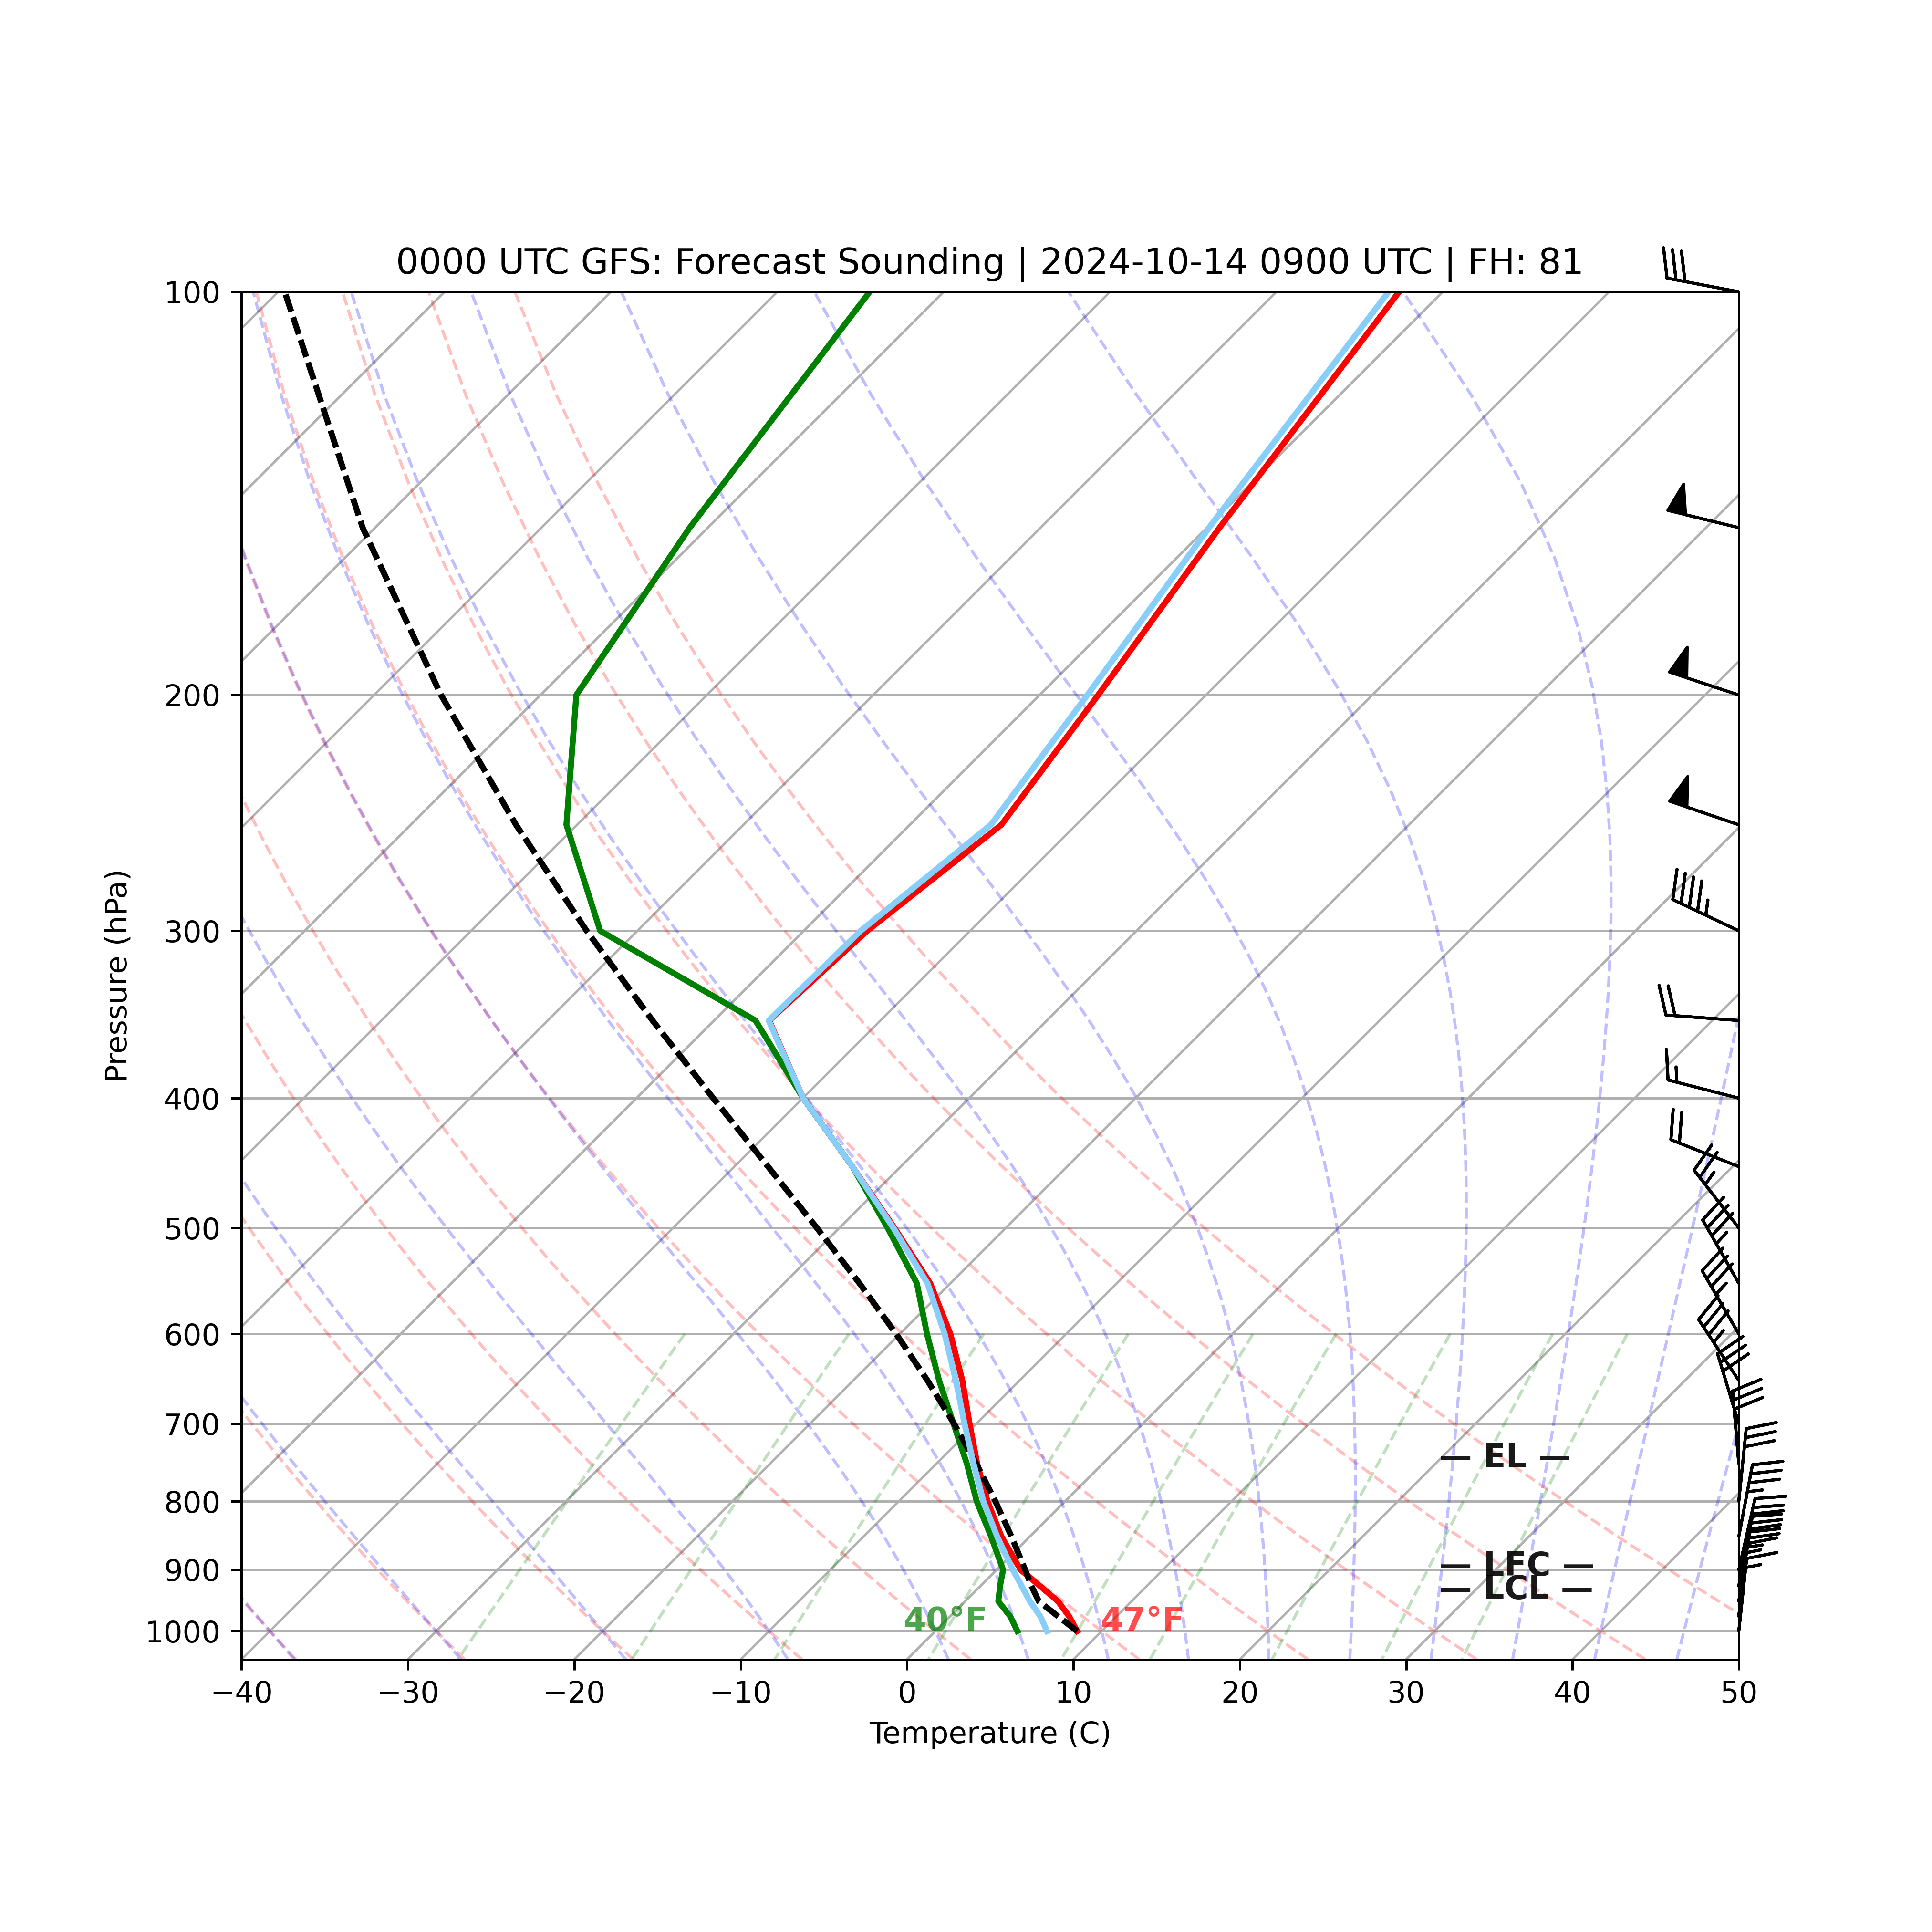 0000 UTC GFS: Forecast Sounding | 2024-10-14 0900 UTC | FH: 81
100
200
300
400
500
600
700
800
900
1000
Pressure (hPa)
— EL —
— LFC —
— LCL —
40°F
47°F
−40 −30 −20 −10 0 10 20 30 40 50
Temperature (C)